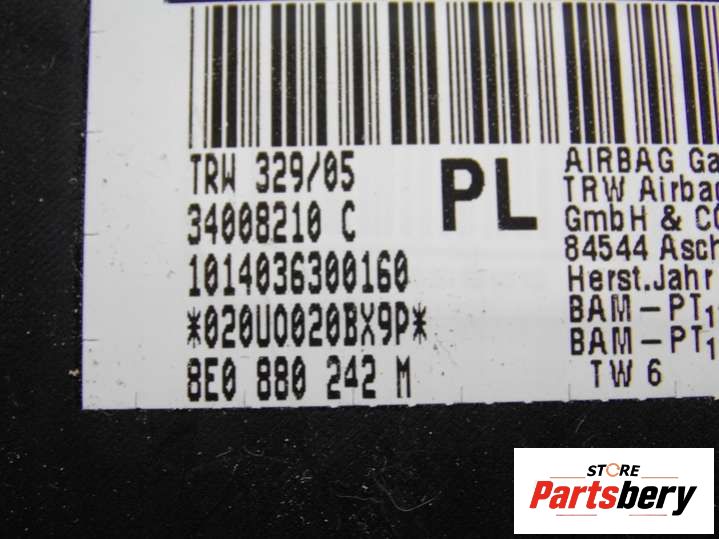 TRW 329/05
34008210 C
1014036300160
*020U0020BX9P*
8E0 880 242 M
PL
AIRBAG Ga
TRW Airba
GmbH & CO
84544 Asch
Herst.Jahr
BAM-PT1
BAM-PT1
TW 6
STORE
Partsbery